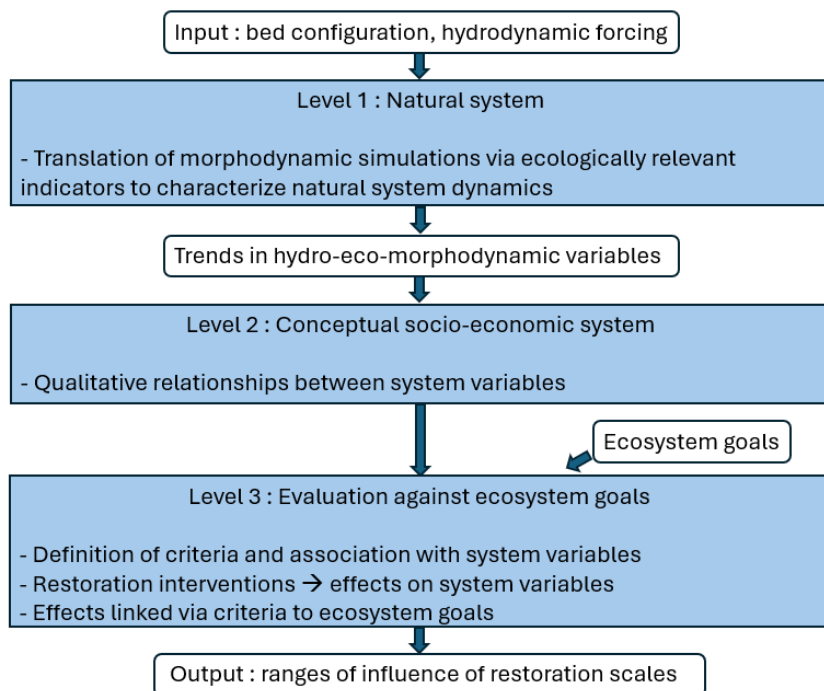 Input : bed configuration, hydrodynamic forcing
Level 1 : Natural system
- Translation of morphodynamic simulations via ecologically relevant
indicators to characterize natural system dynamics
Trends in hydro-eco-morphodynamic variables
Level 2 : Conceptual socio-economic system
- Qualitative relationships between system variables
Ecosystem goals
Level 3 : Evaluation against ecosystem goals
- Definition of criteria and association with system variables
- Restoration interventions → effects on system variables
- Effects linked via criteria to ecosystem goals
Output : ranges of influence of restoration scales